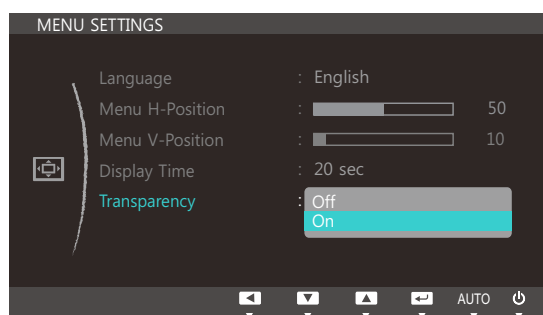 MENU SETTINGS
Language : English
Menu H-Position : 50
Menu V-Position : 10
Display Time : 20 sec
Transparency : Off
On
AUTO